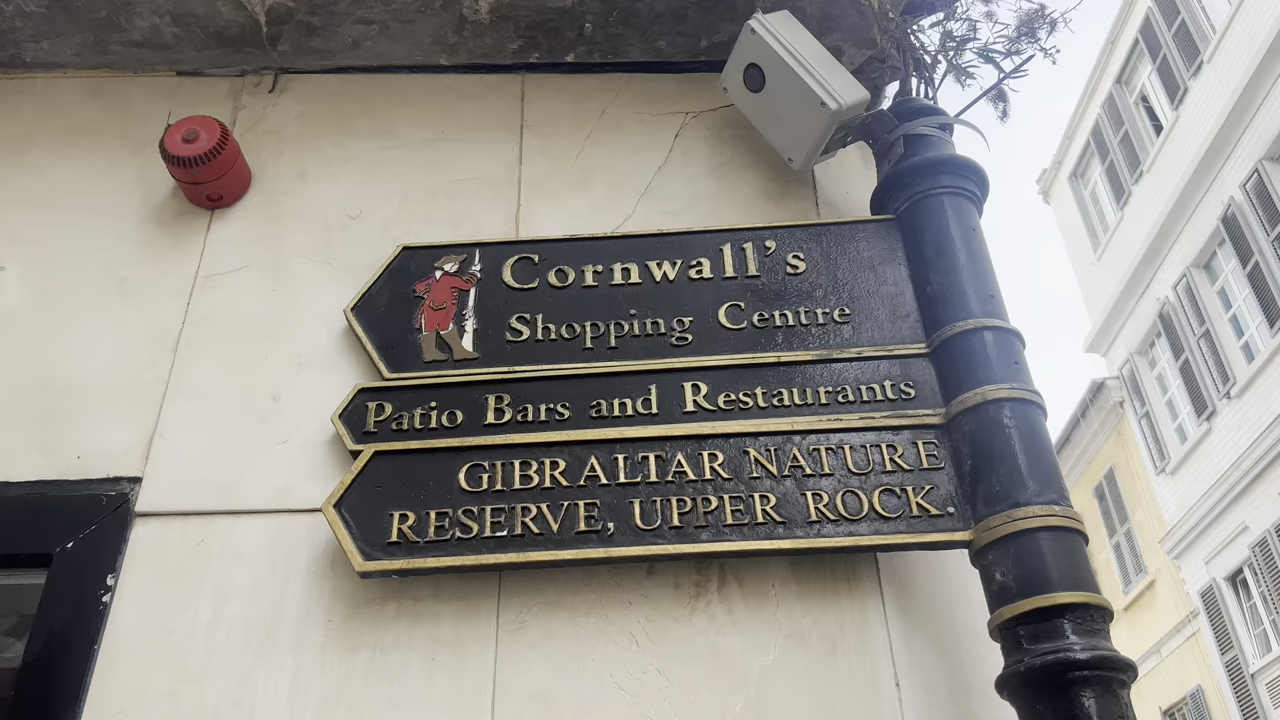 Cornwall's
Shopping Centre
Patio Bars and Restaurants
GIBRALTAR NATURE
RESERVE, UPPER ROCK.